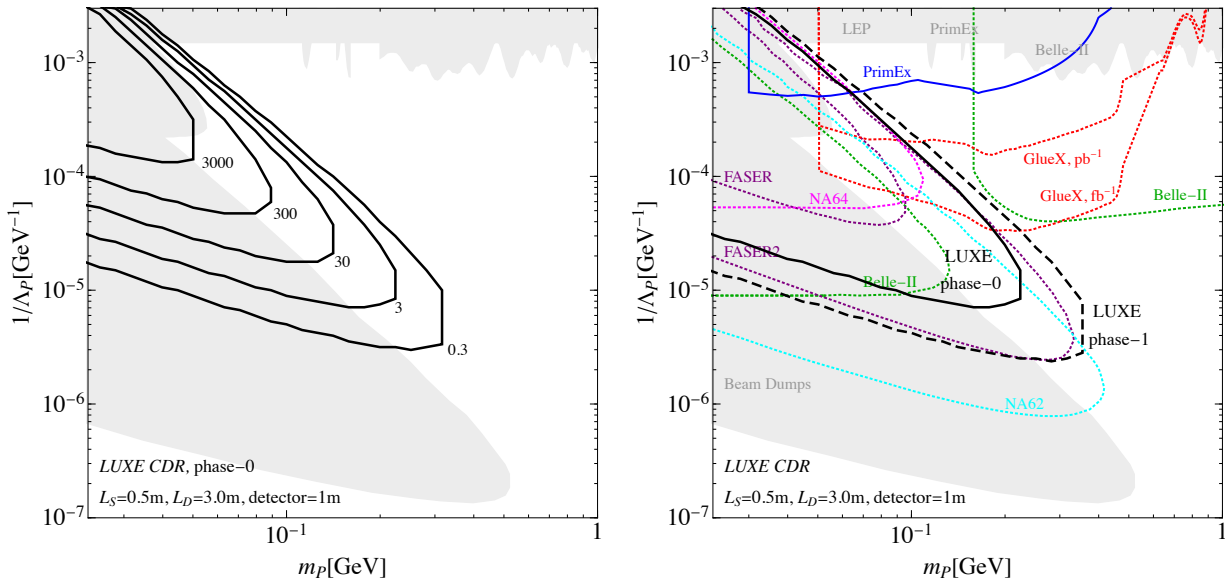 10⁻³
10⁻⁴
10⁻⁵
10⁻⁶
10⁻⁷
1/Λ_P[GeV⁻¹]
3000
300
30
3
0.3
LUXE CDR, phase−0
L_S=0.5m, L_D=3.0m, detector=1m
10⁻¹
1
m_P[GeV]
10⁻³
10⁻⁴
10⁻⁵
10⁻⁶
10⁻⁷
1/Λ_P[GeV⁻¹]
LEP
PrimEx
Belle−II
PrimEx
GlueX, pb⁻¹
FASER
NA64
GlueX, fb⁻¹
Belle−II
FASER2
LUXE
phase−0
Belle−II
LUXE
phase−1
Beam Dumps
NA62
LUXE CDR
L_S=0.5m, L_D=3.0m, detector=1m
10⁻¹
1
m_P[GeV]